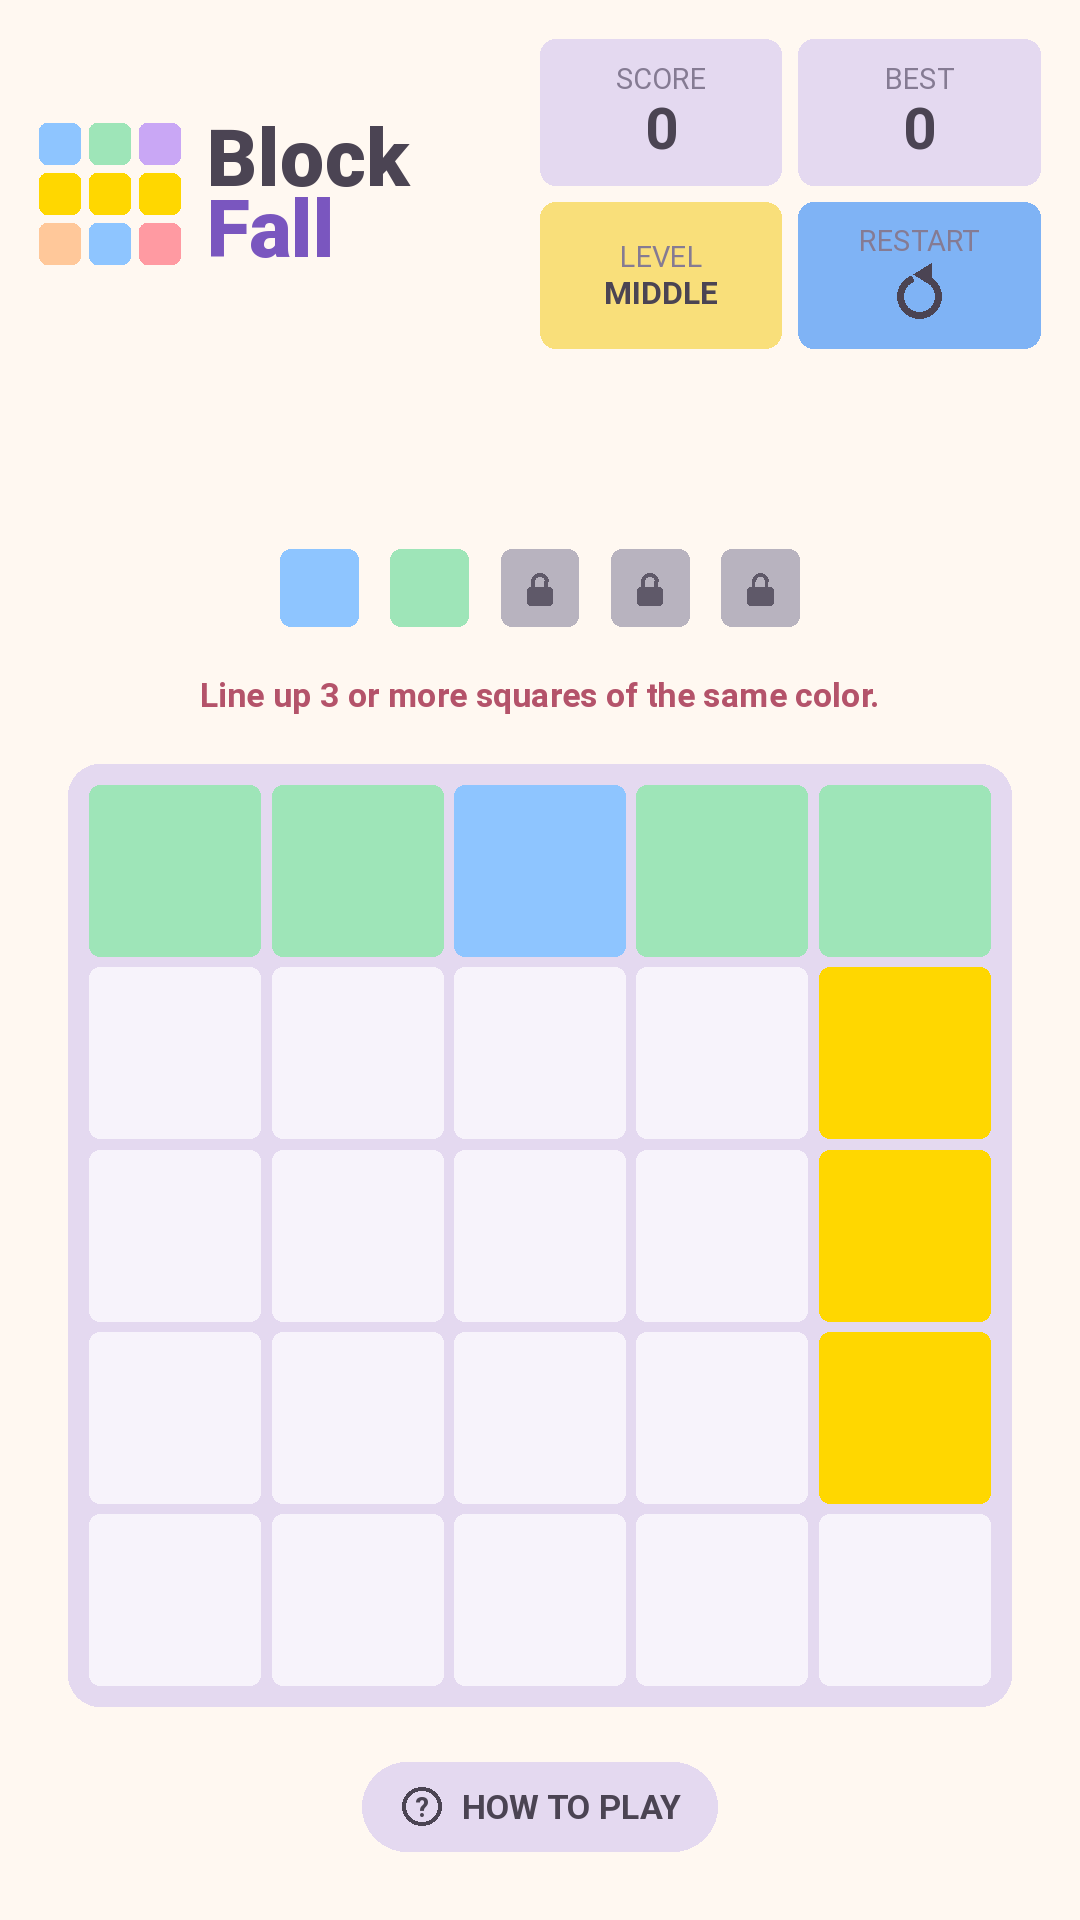 Block
Fall
SCORE
0
BEST
0
LEVEL
MIDDLE
RESTART
Line up 3 or more squares of the same color.
? HOW TO PLAY